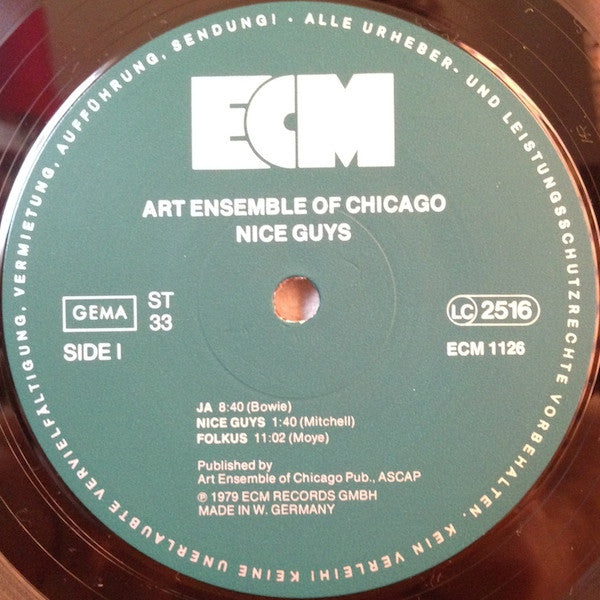 ALLE URHEBER- UND LEISTUNGSSCHUTZRECHTE VORBEHALTEN. KEIN VERLEIH! KEINE UNERLAUBTE VERVIELFÄLTIGUNG, VERMIETUNG, AUFFÜHRUNG, SENDUNG! ·
ECM
ART ENSEMBLE OF CHICAGO
NICE GUYS
GEMA
ST
33
LC 2516
SIDE I
ECM 1126
JA 8:40 (Bowie)
NICE GUYS 1:40 (Mitchell)
FOLKUS 11:02 (Moye)
Published by
Art Ensemble of Chicago Pub., ASCAP
℗ 1979 ECM RECORDS GMBH
MADE IN W. GERMANY